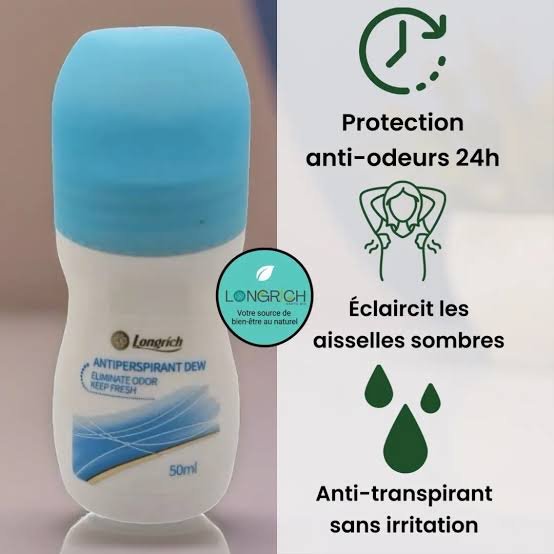 Longrich
ANTIPERSPIRANT DEW
ELIMINATE ODOR
KEEP FRESH
50ml
LONGRICH
Votre source de
bien-être au naturel
Protection
anti-odeurs 24h
Éclaircit les
aisselles sombres
Anti-transpirant
sans irritation